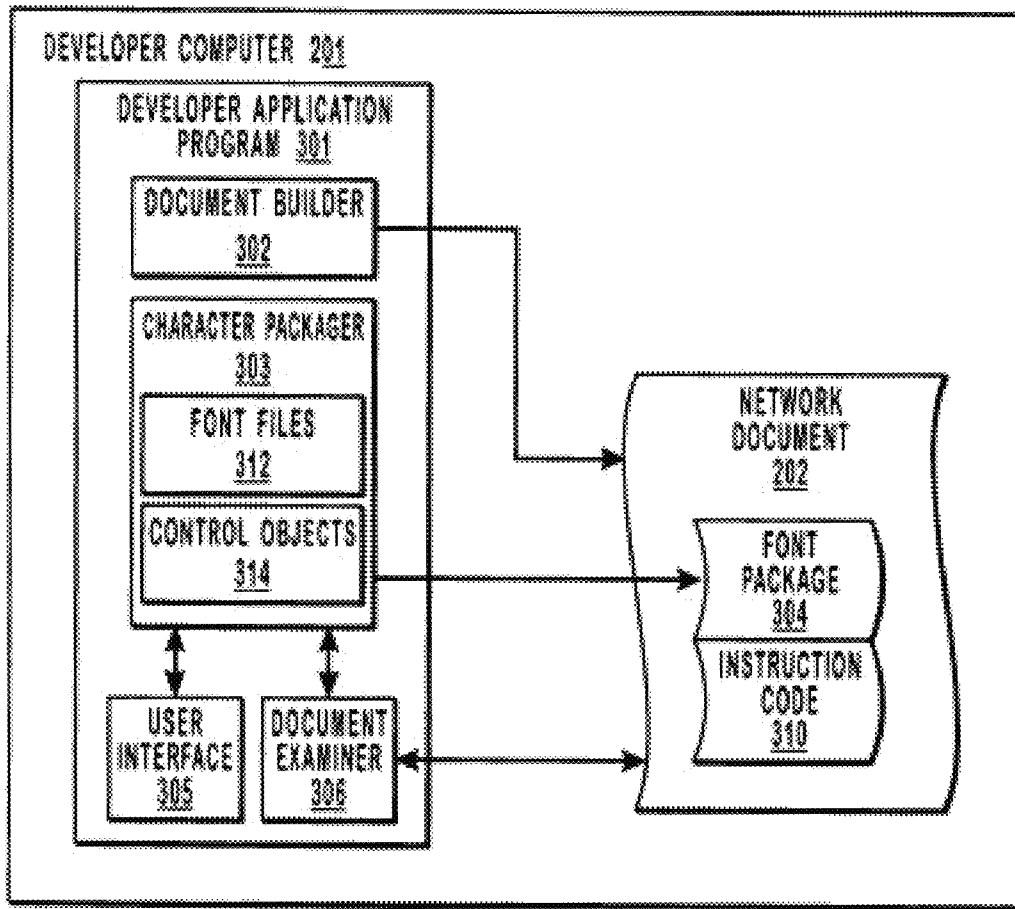 DEVELOPER COMPUTER 201
DEVELOPER APPLICATION
PROGRAM 301
DOCUMENT BUILDER
302
CHARACTER PACKAGER
303
FONT FILES
312
CONTROL OBJECTS
314
USER
INTERFACE
305
DOCUMENT
EXAMINER
306
NETWORK
DOCUMENT
202
FONT
PACKAGE
304
INSTRUCTION
CODE
310